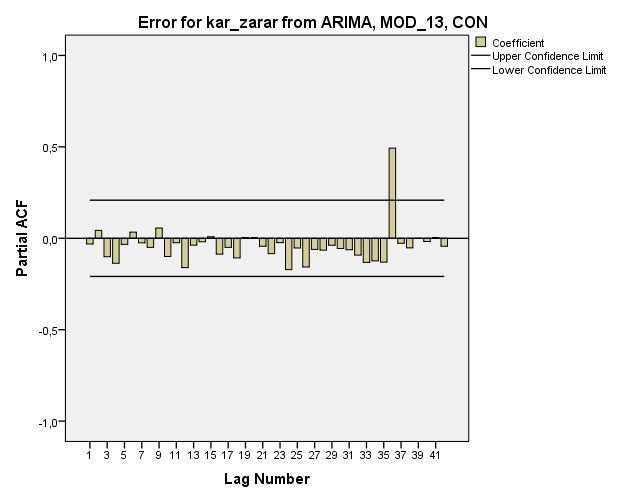 Error for kar_zarar from ARIMA, MOD_13, CON
Coefficient
Upper Confidence Limit
Lower Confidence Limit
1,0
0,5
0,0
-0,5
-1,0
Partial ACF
1 3 5 7 9 11 13 15 17 19 21 23 25 27 29 31 33 35 37 39 41
Lag Number